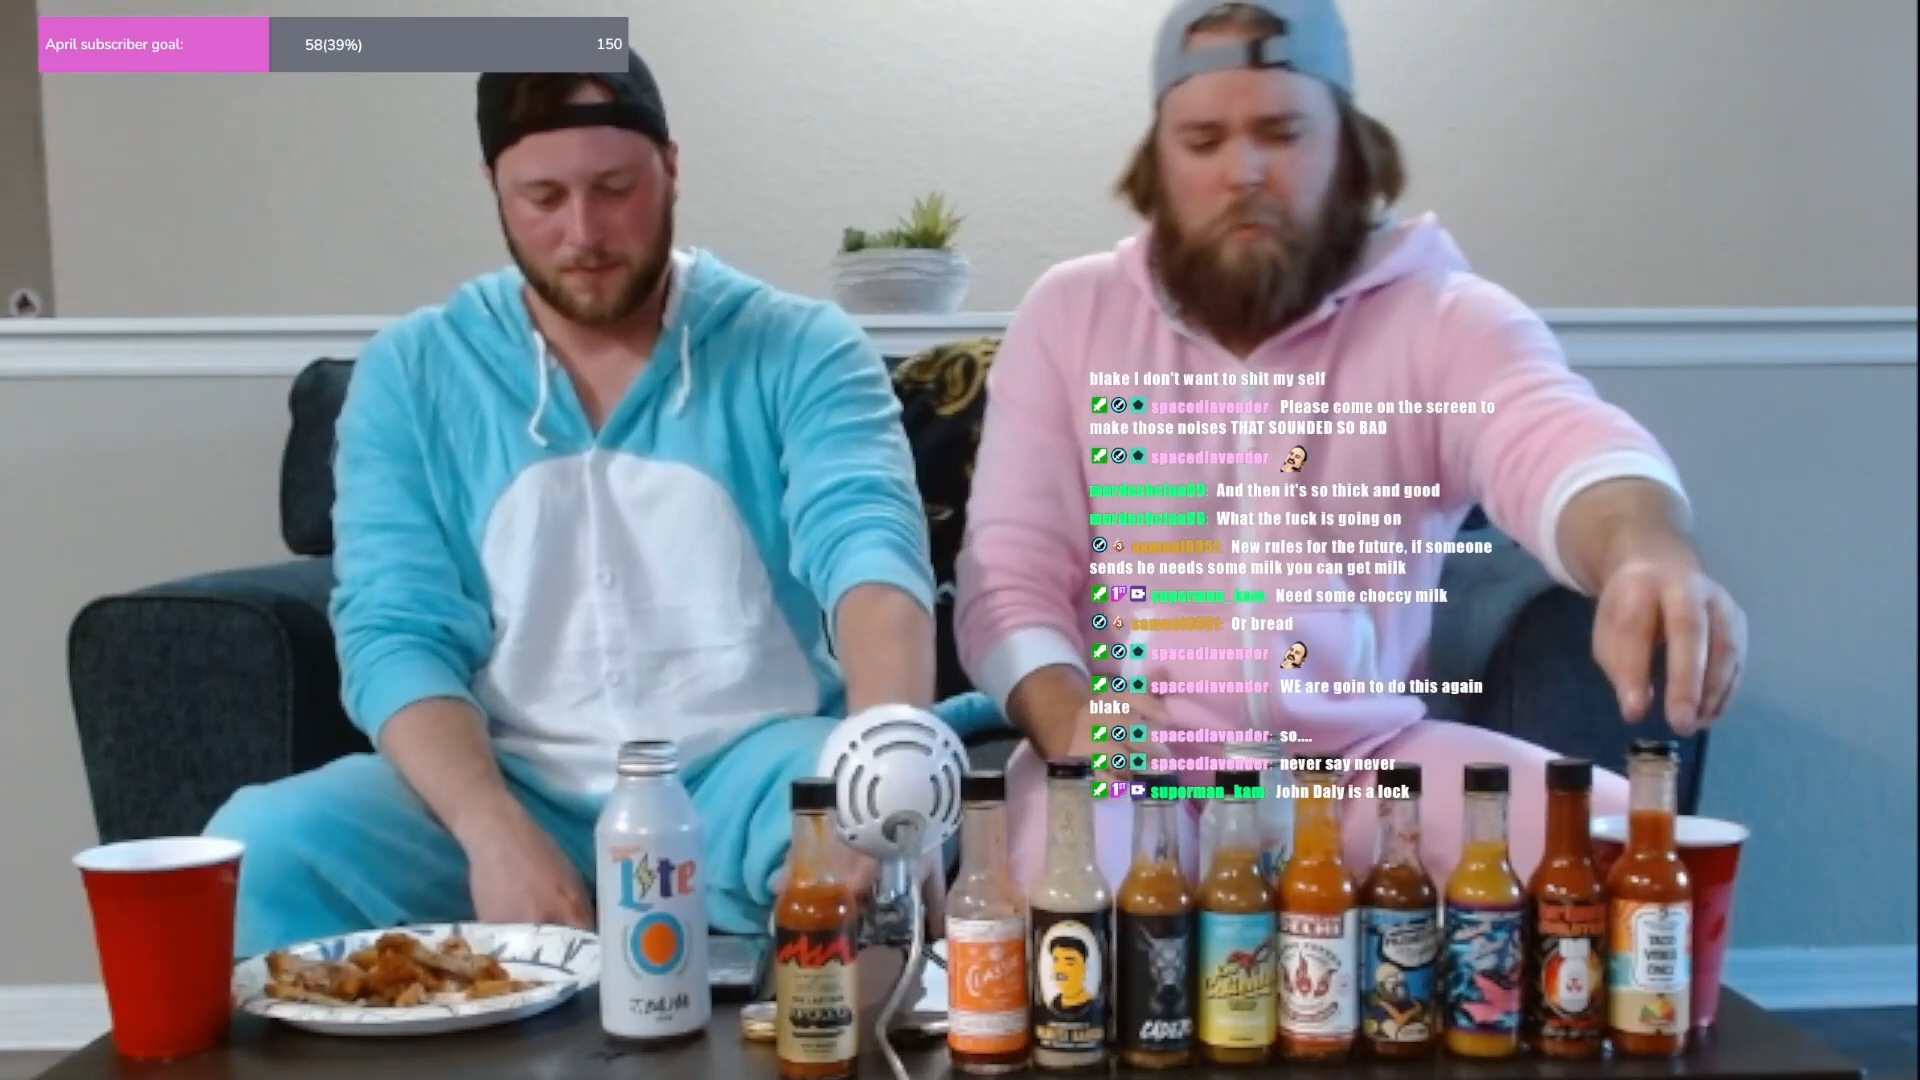 April subscriber goal: 58(39%) 150
blake I don't want to shit my self
spacedlavender: Please come on the screen to
make those noises THAT SOUNDED SO BAD
spacedlavender:
And then it's so thick and good
What the fuck is going on
New rules for the future, if someone
sends he needs some milk you can get milk
superman_kam: Need some choccy milk
Or bread
spacedlavender:
spacedlavender: WE are goin to do this again
blake
spacedlavender: so....
spacedlavender: never say never
superman_kam: John Daly is a lock
Lite
Classic
TACO
VIBES
ONLY